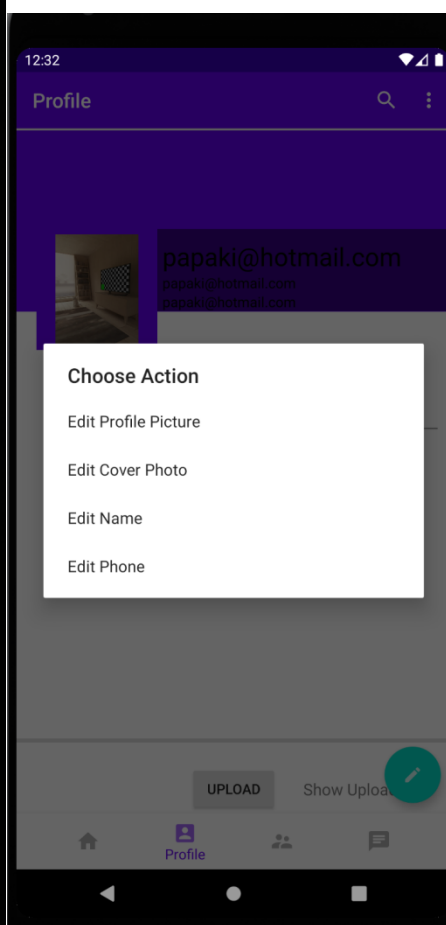 12:32
Profile
papaki@hotmail.com
papaki@hotmail.com
papaki@hotmail.com
Choose Action
Edit Profile Picture
Edit Cover Photo
Edit Name
Edit Phone
UPLOAD Show Uploa
Profile